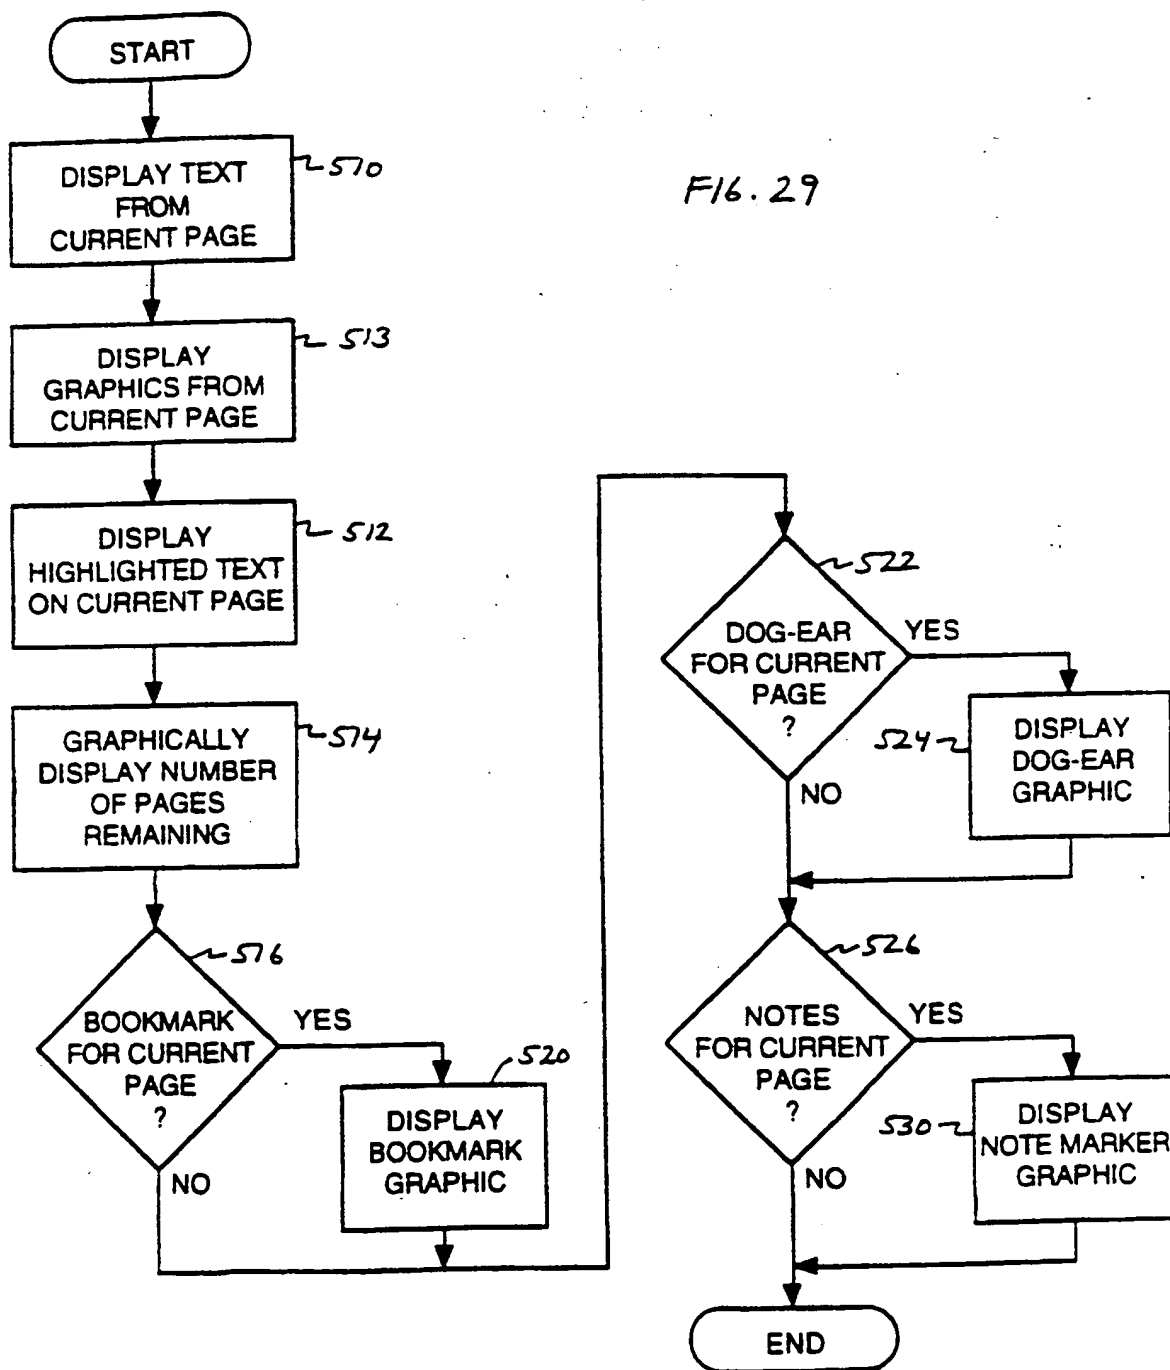 START
DISPLAY TEXT
FROM
CURRENT PAGE
510
FIG. 29
DISPLAY
GRAPHICS FROM
CURRENT PAGE
513
DISPLAY
HIGHLIGHTED TEXT
ON CURRENT PAGE
512
GRAPHICALLY
DISPLAY NUMBER
OF PAGES
REMAINING
514
BOOKMARK
FOR CURRENT
PAGE
?
516
YES
NO
DISPLAY
BOOKMARK
GRAPHIC
520
DOG-EAR
FOR CURRENT
PAGE
?
522
YES
NO
DISPLAY
DOG-EAR
GRAPHIC
524
NOTES
FOR CURRENT
PAGE
?
526
YES
NO
DISPLAY
NOTE MARKER
GRAPHIC
530
END